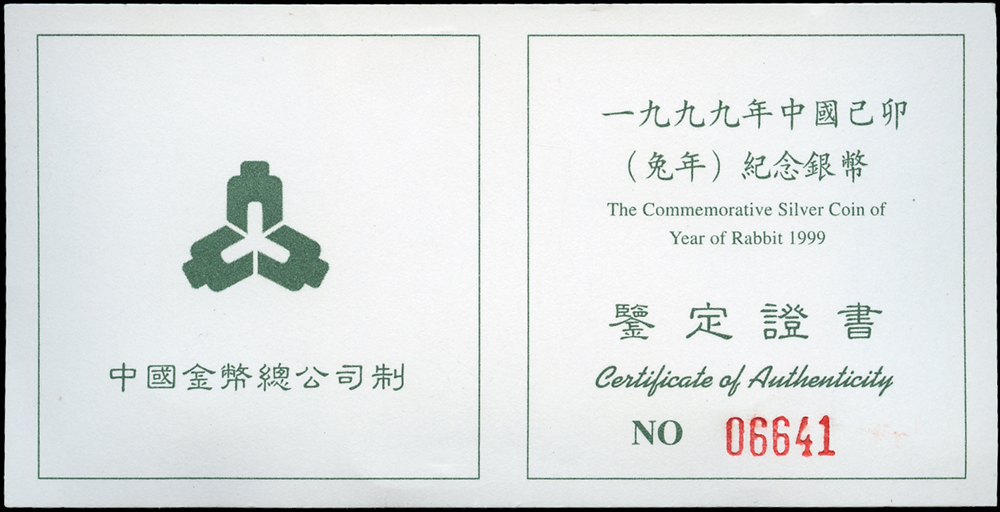 中國金幣總公司制
一九九九年中國己卯
（兔年）紀念銀幣
The Commemorative Silver Coin of
Year of Rabbit 1999
鑒定證書
Certificate of Authenticity
NO 06641